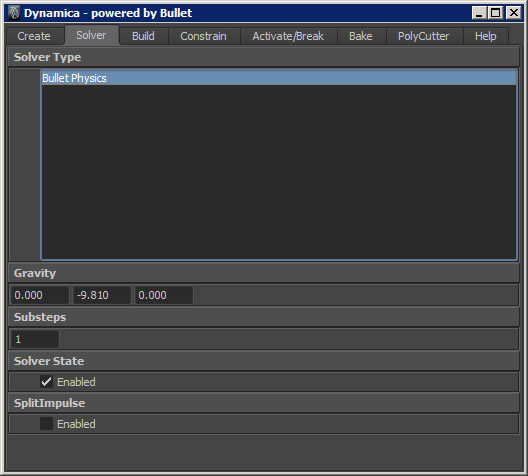 Dynamica - powered by Bullet
Create Solver Build Constrain Activate/Break Bake PolyCutter Help
Solver Type
Bullet Physics
Gravity
0.000 -9.810 0.000
Substeps
1
Solver State
Enabled
SplitImpulse
Enabled